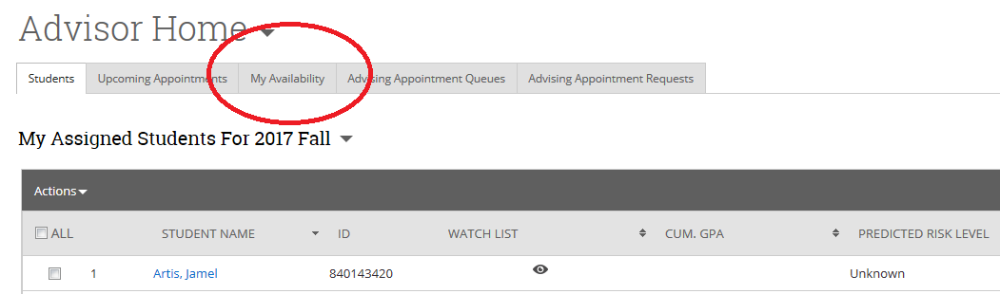 Advisor Home
Students Upcoming Appointments My Availability Advising Appointment Queues Advising Appointment Requests
My Assigned Students For 2017 Fall
Actions
ALL STUDENT NAME ID WATCH LIST CUM. GPA PREDICTED RISK LEVEL
1 Artis, Jamel 840143420 Unknown